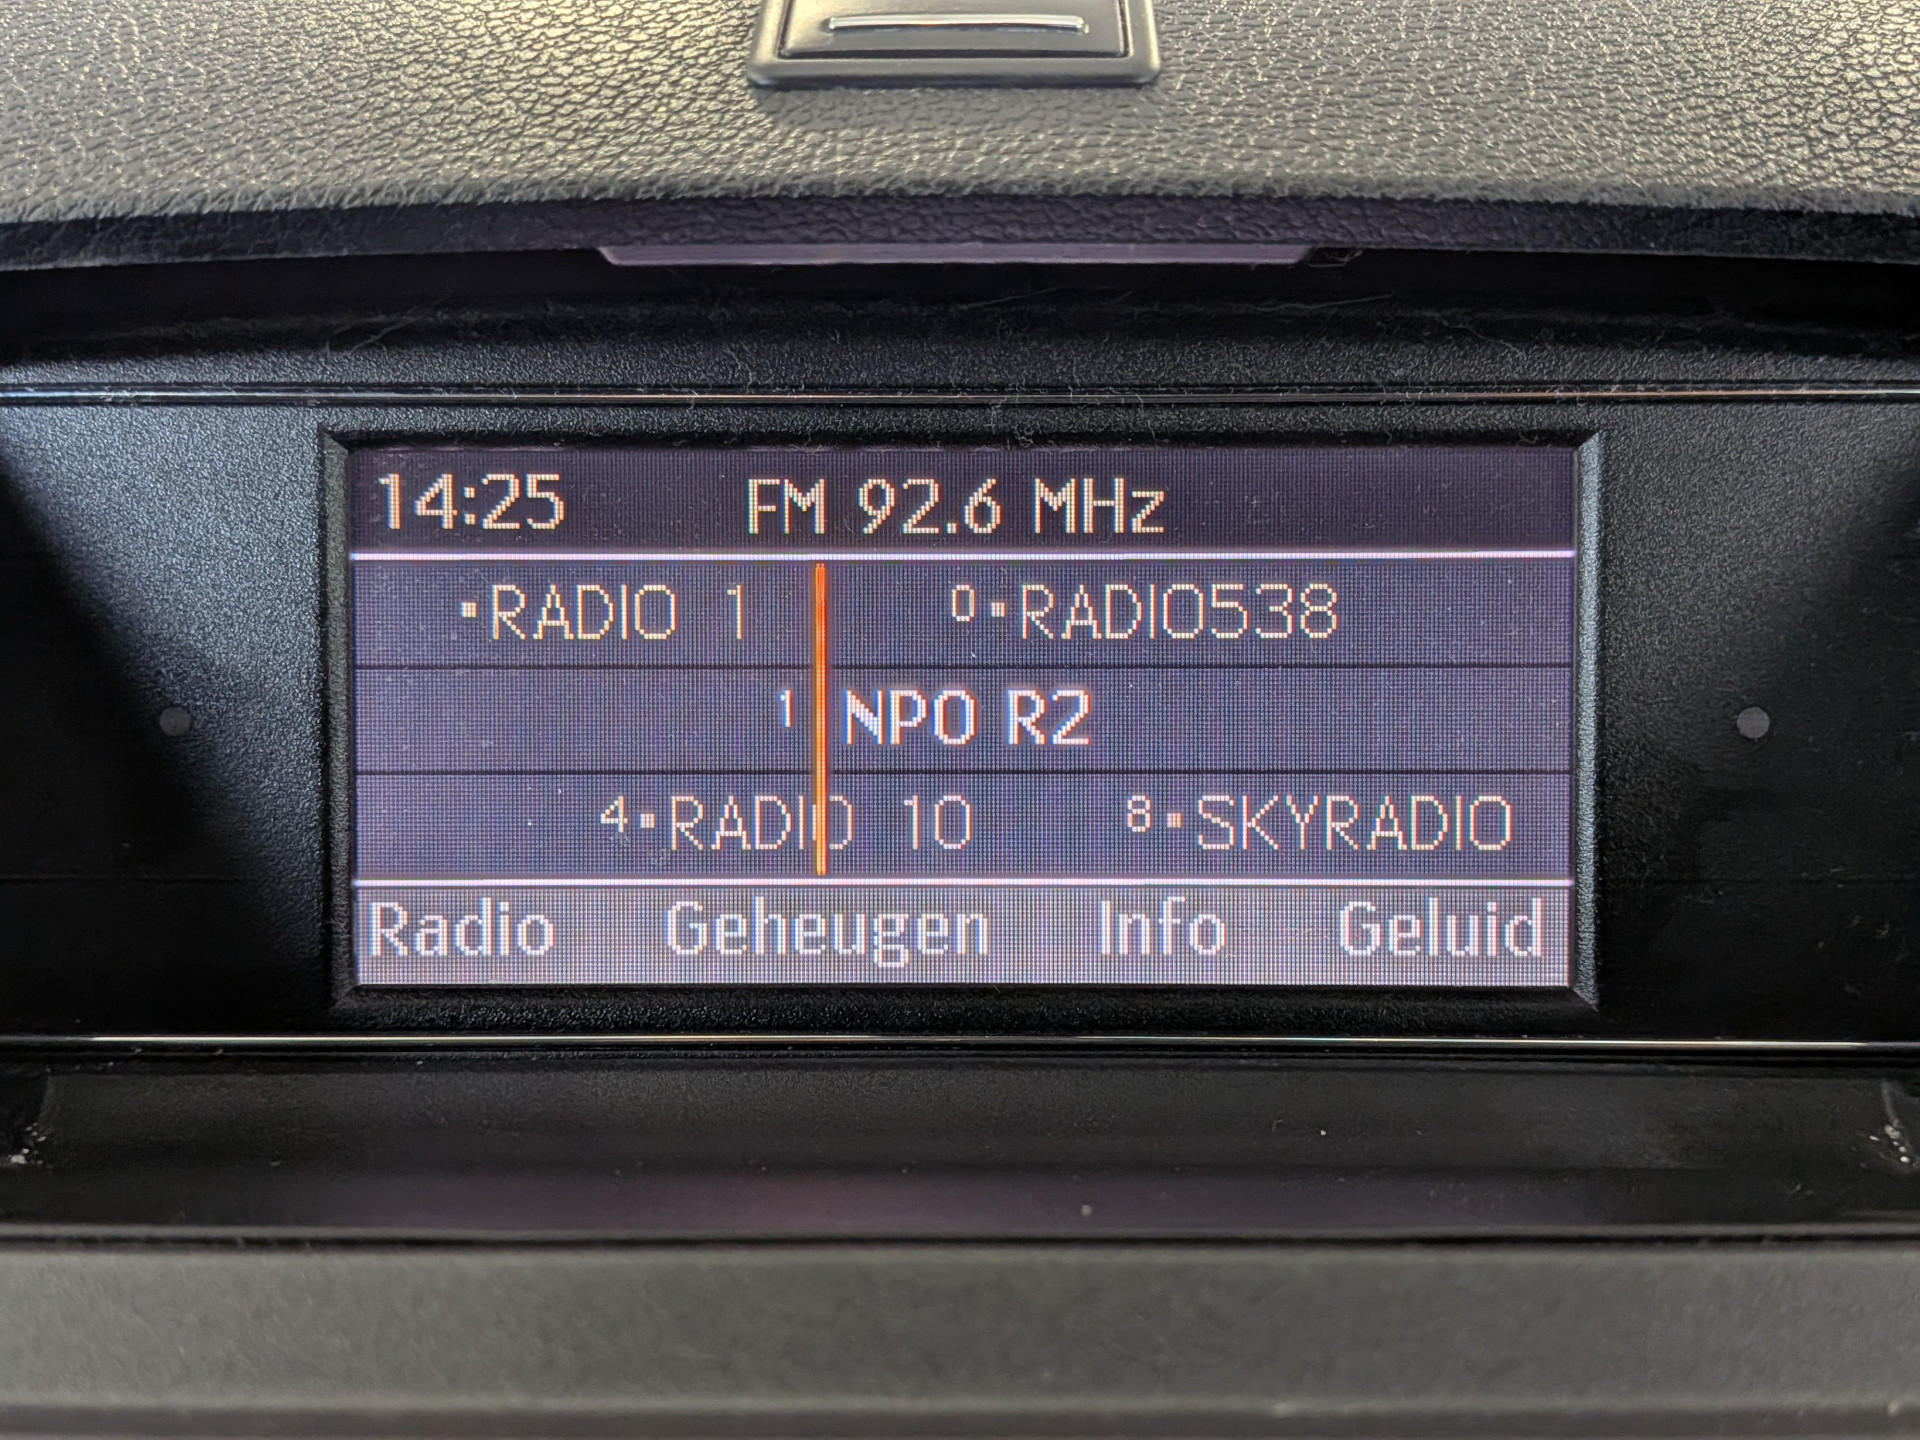 14:25 FM 92.6 MHz
▪RADIO 1 0▪RADIO538
1 NPO R2
4▪RADIO 10 8▪SKYRADIO
Radio Geheugen Info Geluid